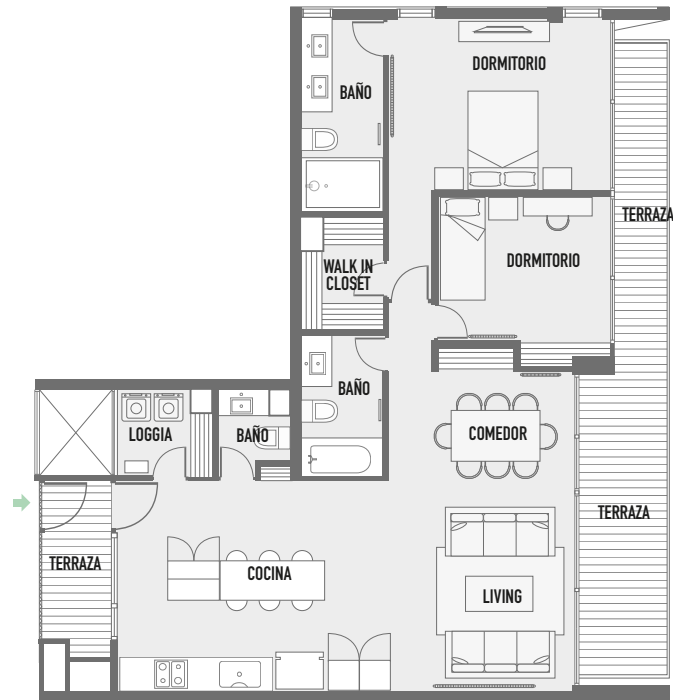 DORMITORIO
BAÑO
TERRAZA
WALK IN
CLOSET
DORMITORIO
BAÑO
LOGGIA
BAÑO
COMEDOR
TERRAZA
TERRAZA
COCINA
LIVING